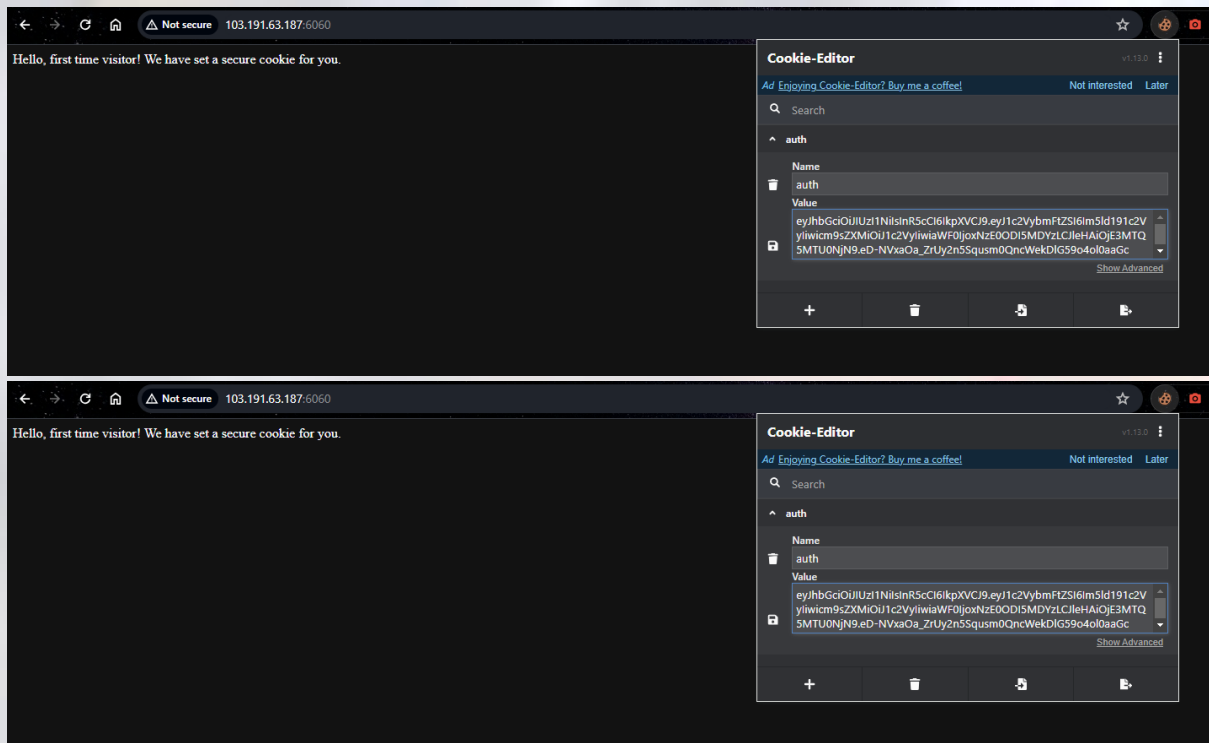 Not secure 103.191.63.187:6060
Hello, first time visitor! We have set a secure cookie for you.
Cookie-Editor v1.13.0
Ad Enjoying Cookie-Editor? Buy me a coffee! Not interested Later
Search
auth
Name
auth
Value
eyJhbGciOiJIUzI1NiIsInR5cCI6IkpXVCJ9.eyJ1c2VybmFtZSI6Im5ld191c2V
yIiwicm9sZXMiOiJ1c2VyIiwiaWF0IjoxNzE0ODI5MDYzLCJleHAiOjE3MTQ
5MTU0NjN9.eD-NVxaOa_ZrUy2n5Squsm0QncWekDlG59o4ol0aaGc
Show Advanced
Not secure 103.191.63.187:6060
Hello, first time visitor! We have set a secure cookie for you.
Cookie-Editor v1.13.0
Ad Enjoying Cookie-Editor? Buy me a coffee! Not interested Later
Search
auth
Name
auth
Value
eyJhbGciOiJIUzI1NiIsInR5cCI6IkpXVCJ9.eyJ1c2VybmFtZSI6Im5ld191c2V
yIiwicm9sZXMiOiJ1c2VyIiwiaWF0IjoxNzE0ODI5MDYzLCJleHAiOjE3MTQ
5MTU0NjN9.eD-NVxaOa_ZrUy2n5Squsm0QncWekDlG59o4ol0aaGc
Show Advanced